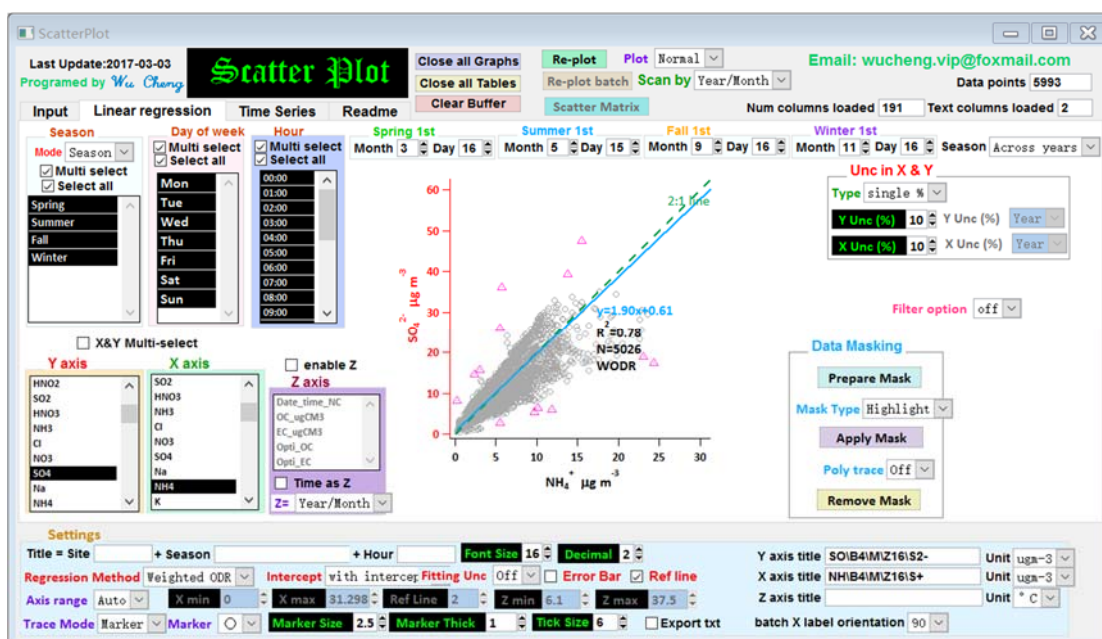 ScatterPlot
Last Update:2017-03-03
Programed by Wu Cheng
Scatter Plot
Close all Graphs
Close all Tables
Clear Buffer
Re-plot
Plot Normal
Re-plot batch
Scan by Year/Month
Scatter Matrix
Email: wucheng.vip@foxmail.com
Data points 5993
Num columns loaded 191 Text columns loaded 2
Input Linear regression Time Series Readme
Season
Mode Season
Multi select
Select all
Spring
Summer
Fall
Winter
Day of week
Multi select
Select all
Mon
Tue
Wed
Thu
Fri
Sat
Sun
Hour
Multi select
Select all
00:00
01:00
02:00
03:00
04:00
05:00
06:00
07:00
08:00
09:00
Spring 1st
Month 3 Day 16
Summer 1st
Month 5 Day 15
Fall 1st
Month 9 Day 16
Winter 1st
Month 11 Day 16
Season Across years
Unc in X & Y
Type single %
Y Unc (%) 10 Y Unc (%) Year
X Unc (%) 10 X Unc (%) Year
Filter option off
60
50
40
30
20
10
0
SO₄²⁻ µg m⁻³
2:1 line
y=1.90x+0.61
R²=0.78
N=5026
WODR
0 5 10 15 20 25 30
NH₄⁺ µg m⁻³
X&Y Multi-select
Y axis
HNO2
SO2
HNO3
NH3
Cl
NO3
SO4
Na
NH4
X axis
SO2
HNO3
NH3
Cl
NO3
SO4
Na
NH4
K
enable Z
Z axis
Date_time_NC
OC_ugCM3
EC_ugCM3
Opti_OC
Opti_EC
Time as Z
Z= Year/Month
Data Masking
Prepare Mask
Mask Type Highlight
Apply Mask
Poly trace Off
Remove Mask
Settings
Title = Site + Season + Hour Font Size 16 Decimal 2
Y axis title SO\B4\M\Z16\S2- Unit ugm-3
Regression Method Weighted ODR Intercept with intercep Fitting Unc Off Error Bar Ref line
X axis title NH\B4\M\Z16\S+ Unit ugm-3
Axis range Auto X min 0 X max 31.298 Ref Line 2 Z min 6.1 Z max 37.5
Z axis title Unit °C
Trace Mode Marker Marker Marker Size 2.5 Marker Thick 1 Tick Size 6 Export txt
batch X label orientation 90